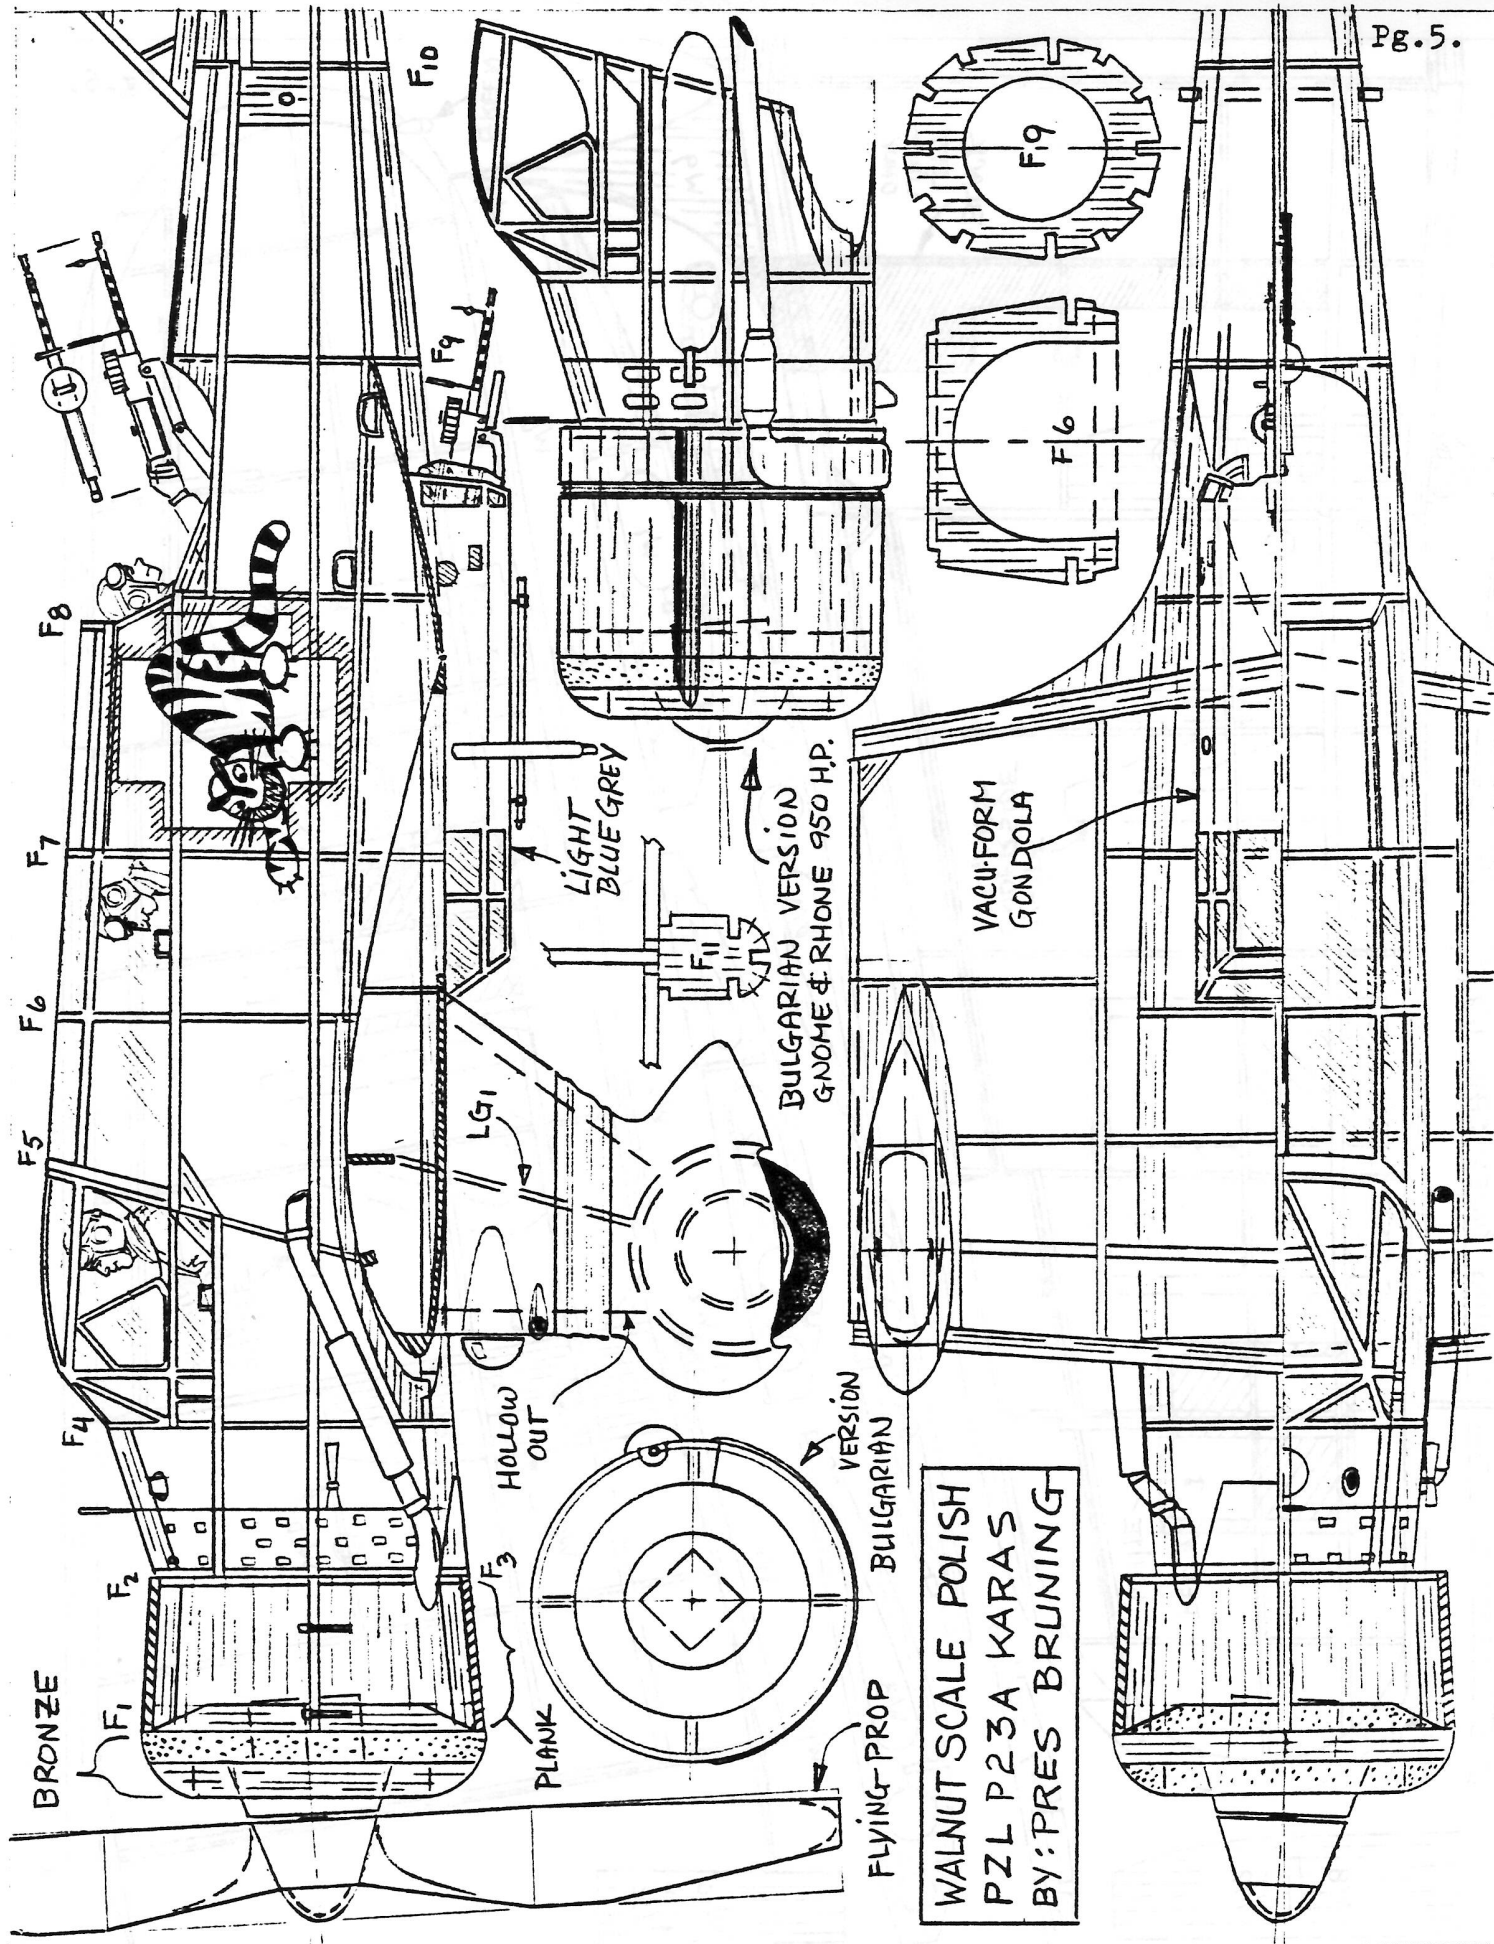 Pg.5.
BRONZE
F1
F2
F3
F4
F5
F6
F7
F8
F9
F10
PLANK
HOLLOW
OUT
LG1
LIGHT
BLUE GREY
F11
BULGARIAN VERSION
GNOME & RHONE 950 H.P.
F6
F9
VACU-FORM
GONDOLA
BULGARIAN
VERSION
FLYING-PROP
WALNUT SCALE POLISH
PZL P23A KARAS
BY: PRES BRUNING